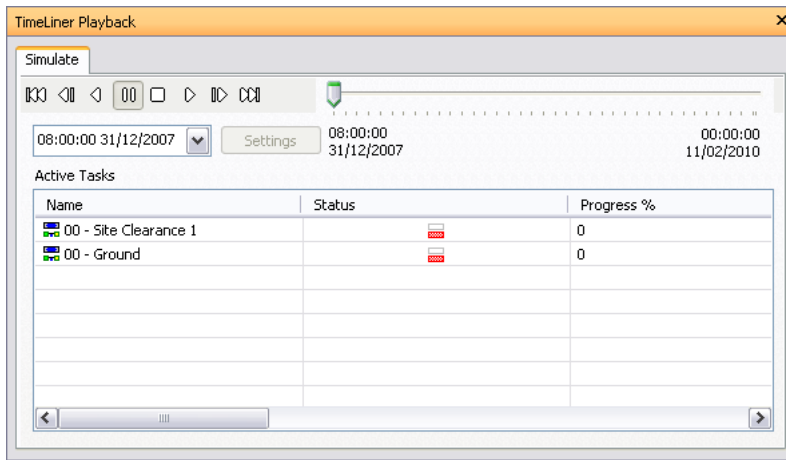 TimeLiner Playback
Simulate
08:00:00 31/12/2007
Settings
08:00:00
31/12/2007
00:00:00
11/02/2010
Active Tasks
Name Status Progress %
00 - Site Clearance 1 0
00 - Ground 0